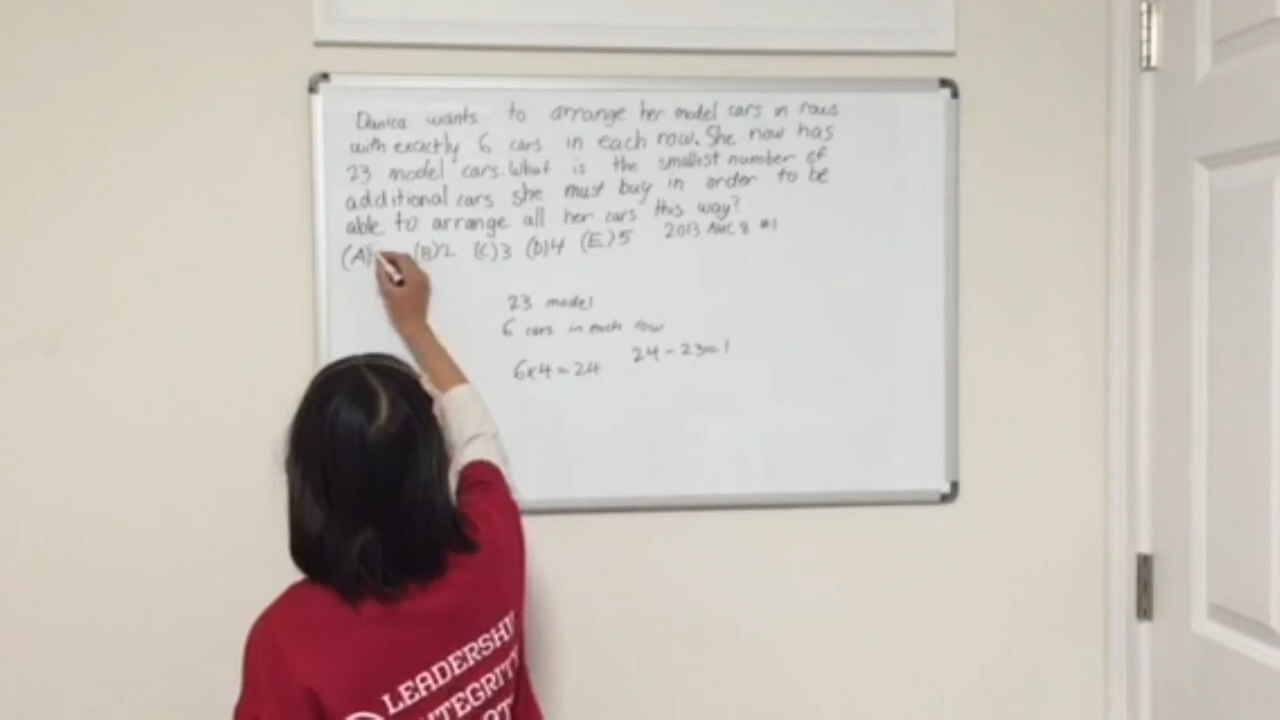 Danica wants to arrange her model cars in rows
with exactly 6 cars in each row. She now has
23 model cars. What is the smallest number of
additional cars she must buy in order to be
able to arrange all her cars this way?
2013 AMC 8 #1
(A) (B)2 (C)3 (D)4 (E)5
23 model
6 cars in each row
6x4=24 24-23=1
LEADERSHIP
INTEGRITY